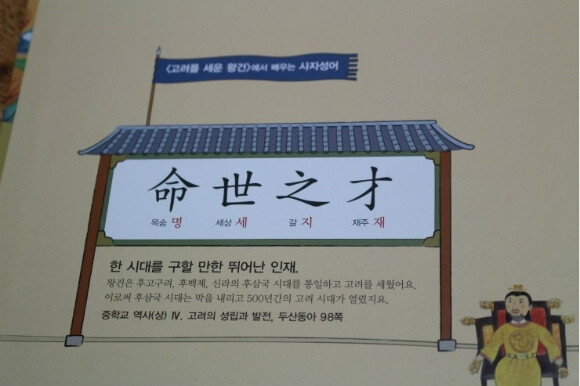 <고려를 세운 왕건>에서 배우는 사자성어
命世之才
목숨 명 세상 세 갈 지 재주 재
한 시대를 구할 만한 뛰어난 인재.
왕건은 후고구려, 후백제, 신라의 후삼국 시대를 통일하고 고려를 세웠어요.
이로써 후삼국 시대는 막을 내리고 500년간의 고려 시대가 열렸지요.
중학교 역사(상) Ⅳ. 고려의 성립과 발전, 두산동아 98쪽